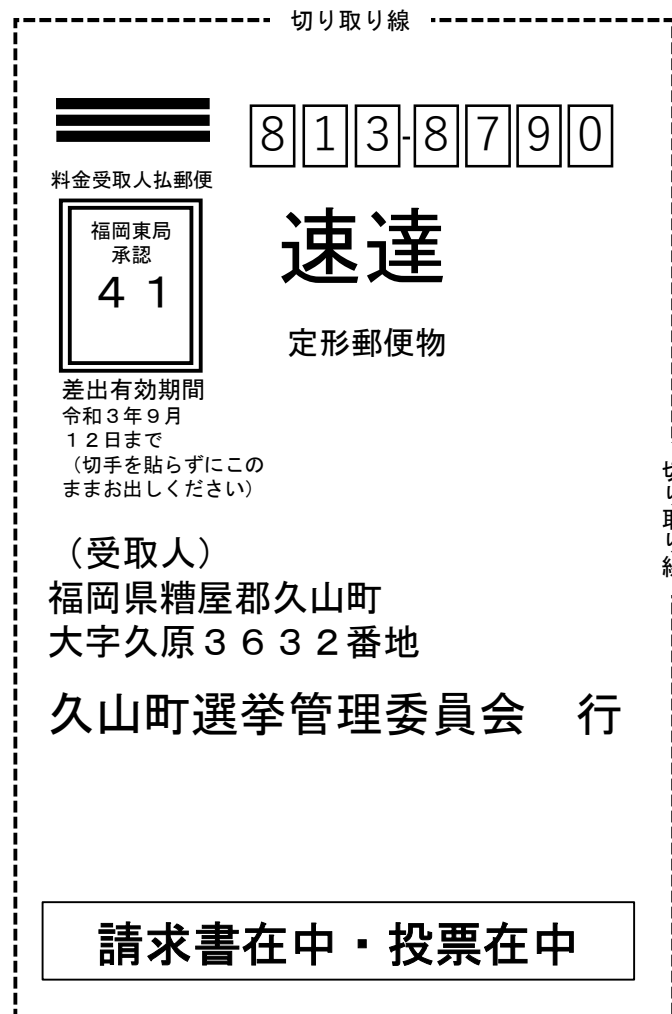 切り取り線
813-8790
料金受取人払郵便
福岡東局
承認
４１
速達
定形郵便物
差出有効期間
令和３年９月
１２日まで
（切手を貼らずにこの
ままお出しください）
切り取り線
（受取人）
福岡県糟屋郡久山町
大字久原３６３２番地
久山町選挙管理委員会　行
請求書在中・投票在中